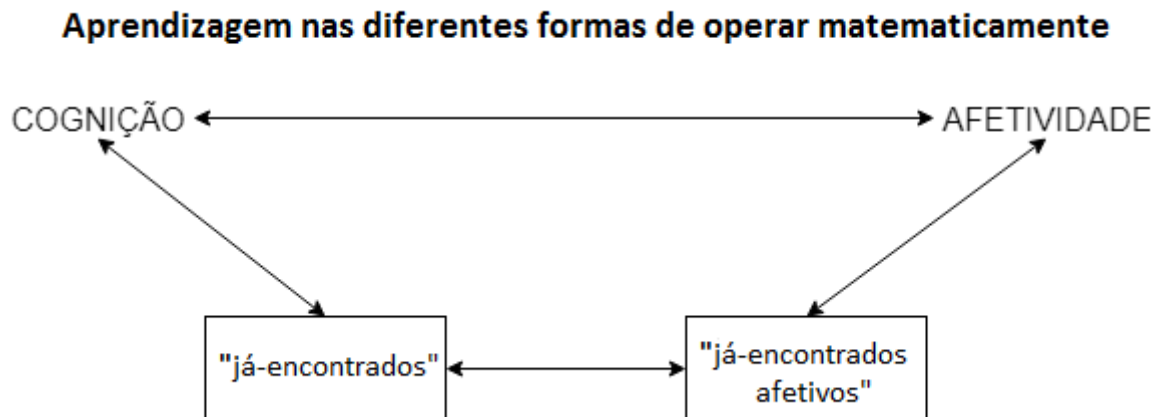 Aprendizagem nas diferentes formas de operar matematicamente
COGNIÇÃO
AFETIVIDADE
"já-encontrados"
"já-encontrados
afetivos"